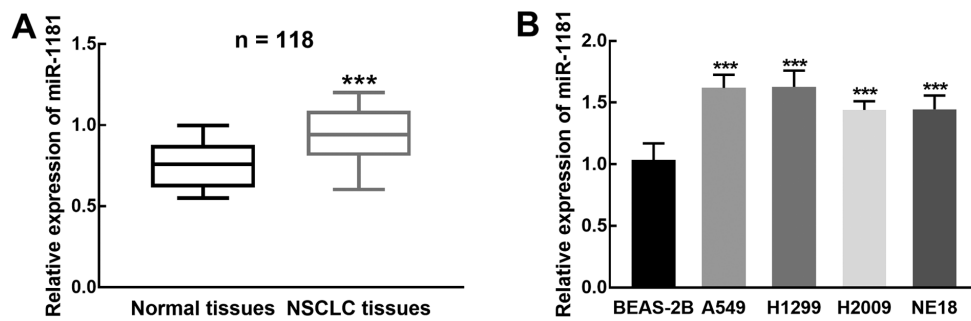 A
Relative expression of miR-1181
n = 118
***
1.5
1.0
0.5
0.0
Normal tissues NSCLC tissues
B
Relative expression of miR-1181
2.0
1.5
1.0
0.5
0.0
*** *** *** ***
BEAS-2B A549 H1299 H2009 NE18